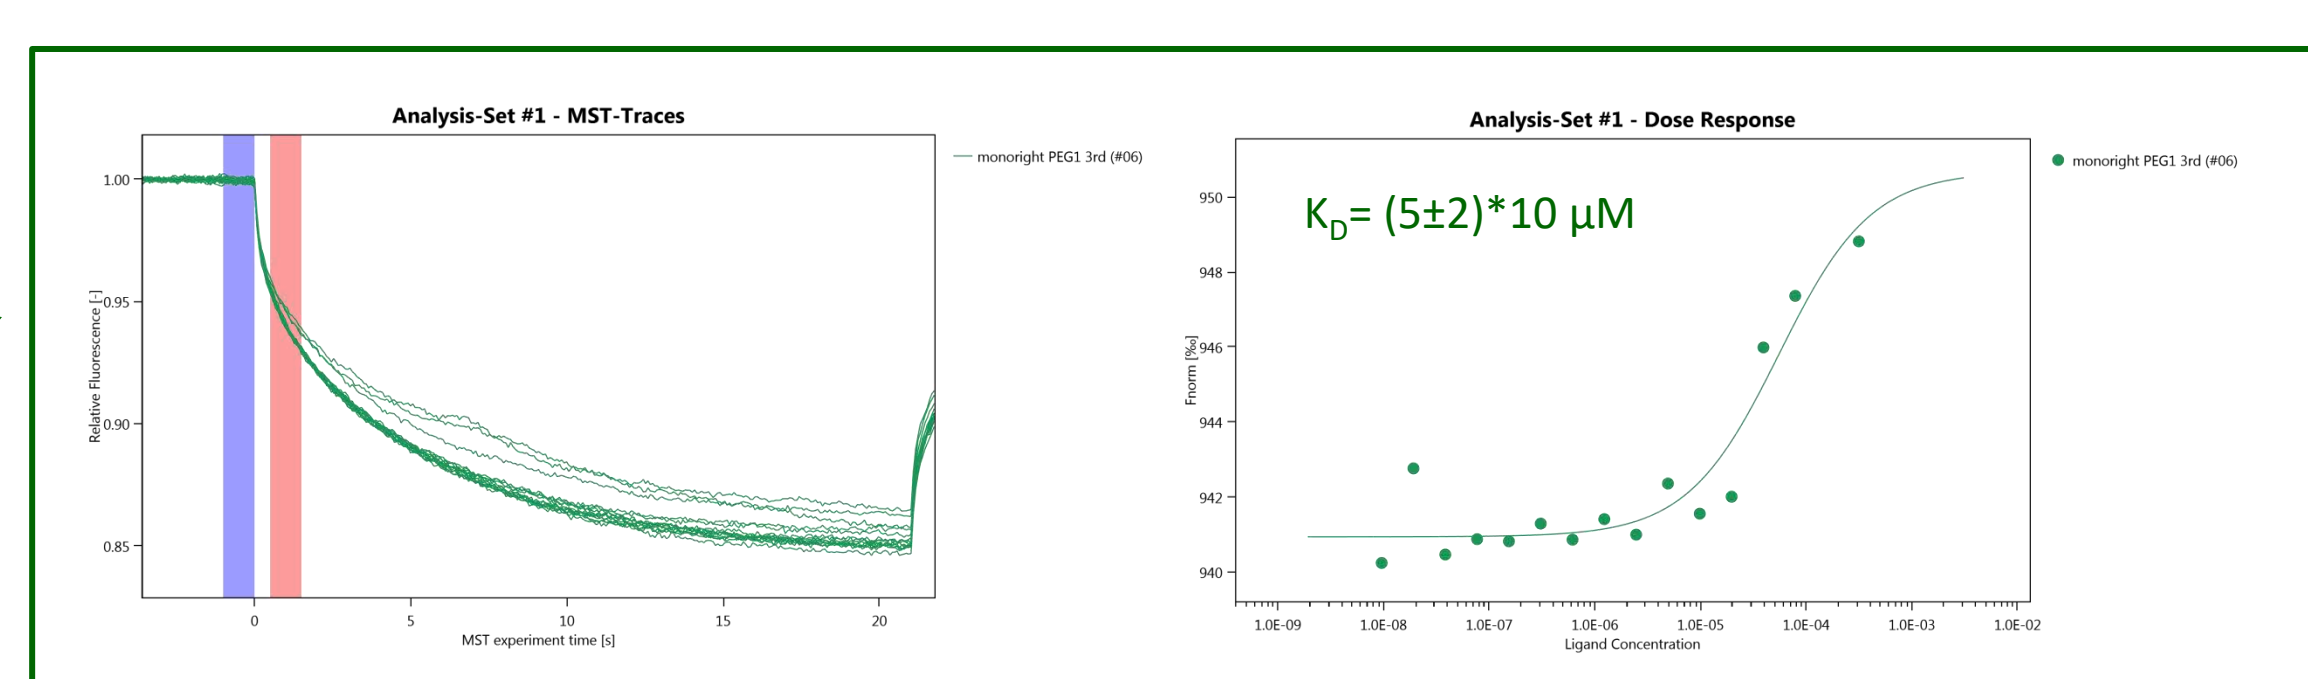 Analysis-Set #1 - MST-Traces
monoright PEG1 3rd (#06)
Relative Fluorescence [-]
1.00
0.95
0.90
0.85
0 5 10 15 20
MST experiment time [s]
Analysis-Set #1 - Dose Response
monoright PEG1 3rd (#06)
K_D= (5±2)*10 µM
Fnorm [‰]
950
948
946
944
942
940
1.0E-09 1.0E-08 1.0E-07 1.0E-06 1.0E-05 1.0E-04 1.0E-03 1.0E-02
Ligand Concentration